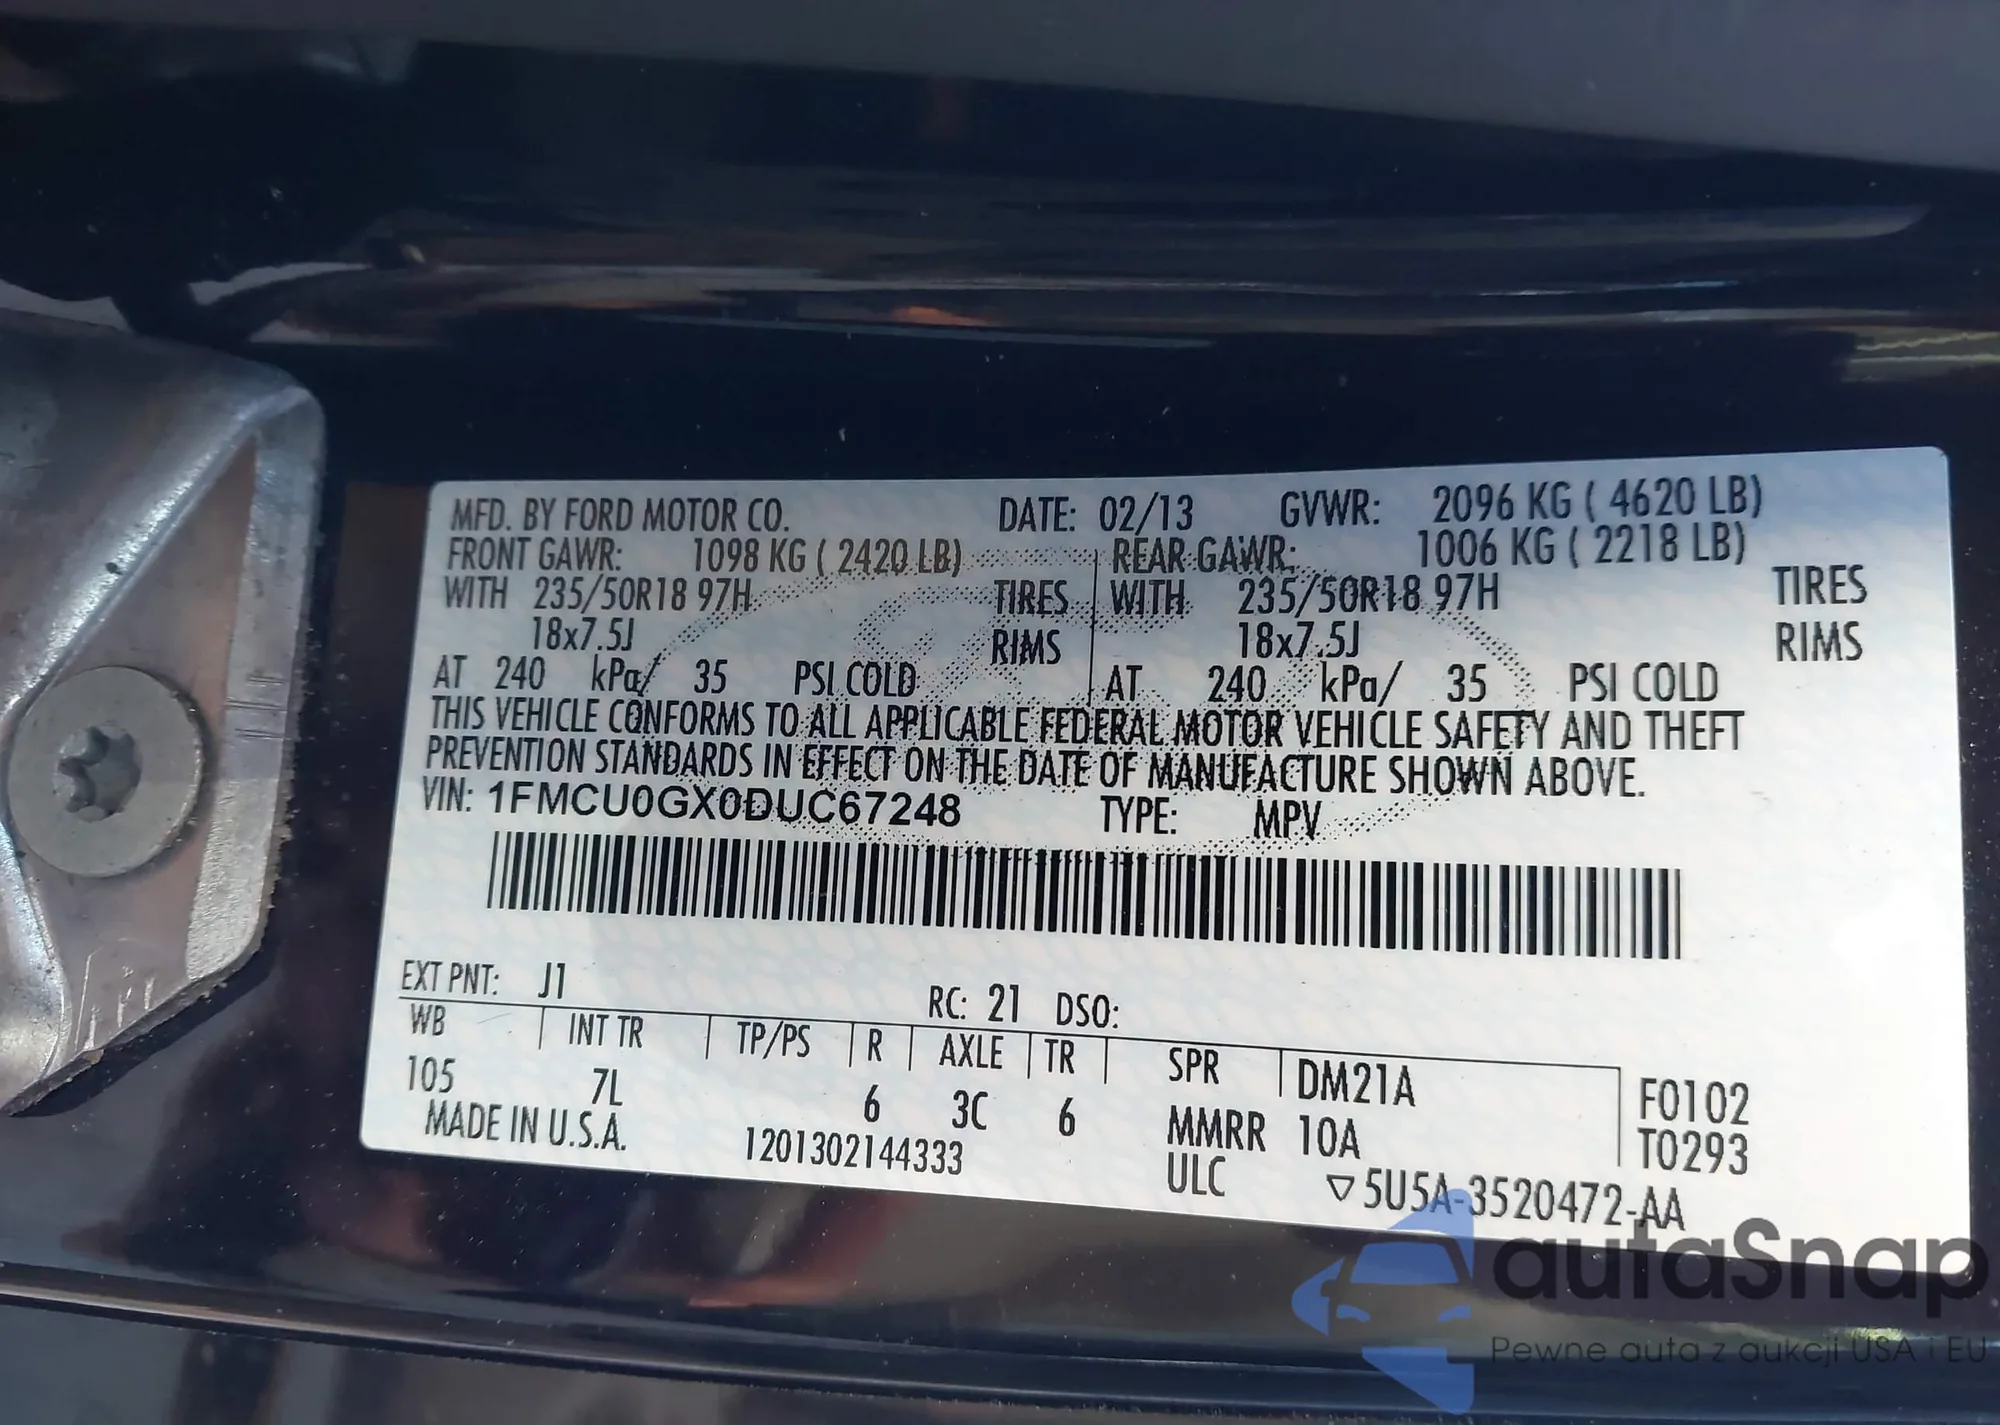 MFD. BY FORD MOTOR CO. DATE: 02/13 GVWR: 2096 KG ( 4620 LB)
FRONT GAWR: 1098 KG ( 2420 LB) REAR GAWR: 1006 KG ( 2218 LB)
WITH 235/50R18 97H TIRES WITH 235/50R18 97H TIRES
18x7.5J RIMS 18x7.5J RIMS
AT 240 kPa/ 35 PSI COLD AT 240 kPa/ 35 PSI COLD
THIS VEHICLE CONFORMS TO ALL APPLICABLE FEDERAL MOTOR VEHICLE SAFETY AND THEFT
PREVENTION STANDARDS IN EFFECT ON THE DATE OF MANUFACTURE SHOWN ABOVE.
VIN: 1FMCU0GX0DUC67248 TYPE: MPV
EXT PNT: J1 RC: 21 DSO:
WB INT TR TP/PS R AXLE TR SPR DM21A F0102
105 7L 6 3C 6 MMRR 10A T0293
MADE IN U.S.A. 1201302144333 ULC ▽5U5A-3520472-AA
autaSnap
Pewne auta z aukcji USA i EU